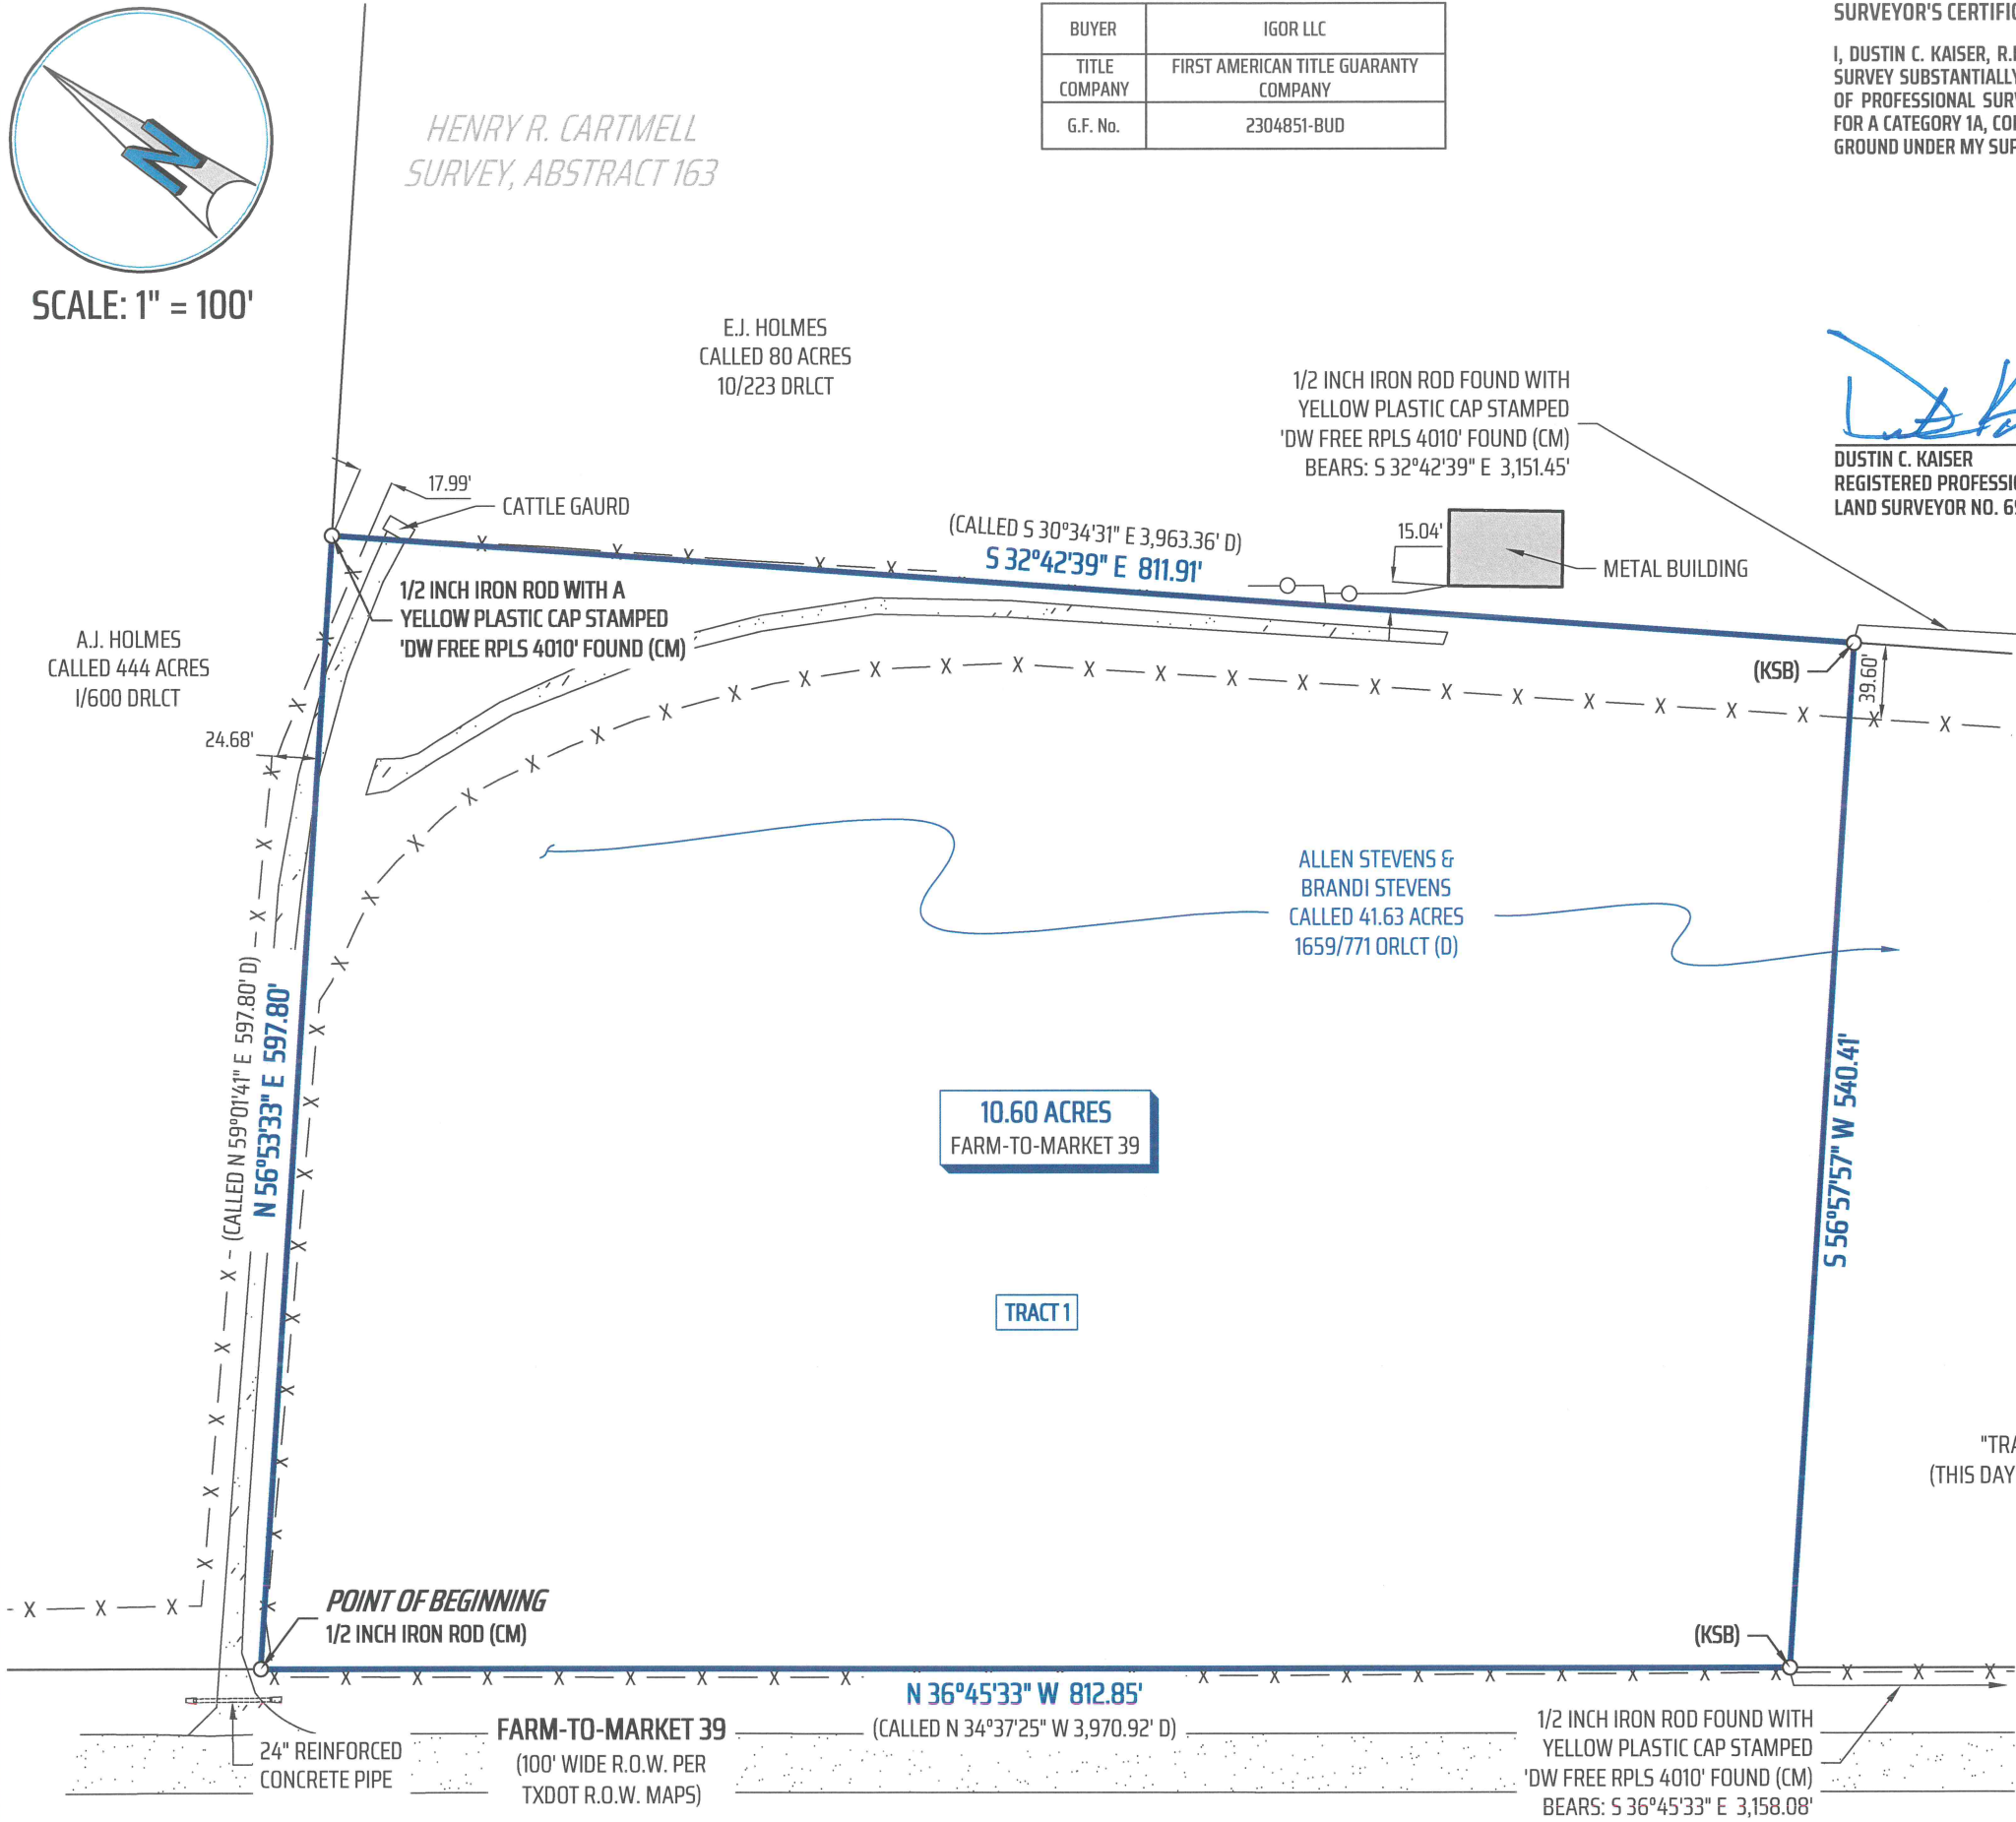 N
SCALE: 1" = 100'
HENRY R. CARTMELL
SURVEY, ABSTRACT 163
BUYER
IGOR LLC
TITLE
COMPANY
FIRST AMERICAN TITLE GUARANTY
COMPANY
G.F. No.
2304851-BUD
I, DUSTIN C. KAISER,
SURVEY SUBSTANTIALLY
OF PROFESSIONAL
FOR A CATEGORY 1A,
GROUND UNDER MY
SURVEYOR'S
DUSTIN C. KAISER
REGISTERED
LAND SURVEYOR NO.
E.J. HOLMES
CALLED 80 ACRES
10/223 DRLCT
1/2 INCH IRON ROD FOUND WITH
YELLOW PLASTIC CAP STAMPED
'DW FREE RPLS 4010' FOUND (CM)
BEARS: S 32°42'39" E 3,151.45'
17.99'
CATTLE GAURD
(CALLED S 30°34'31" E 3,963.36' D)
S 32°42'39" E 811.91'
15.04'
METAL BUILDING
1/2 INCH IRON ROD WITH A
YELLOW PLASTIC CAP STAMPED
'DW FREE RPLS 4010' FOUND (CM)
A.J. HOLMES
CALLED 444 ACRES
I/600 DRLCT
(KSB)
39.60'
24.68'
ALLEN STEVENS &
BRANDI STEVENS
CALLED 41.63 ACRES
1659/771 ORLCT (D)
(CALLED N 59°01'41" E 597.80' D)
N 56°53'33" E 597.80'
S 56°57'57" W 540.41'
10.60 ACRES
FARM-TO-MARKET 39
TRACT 1
(THIS DAY
POINT OF BEGINNING
1/2 INCH IRON ROD (CM)
(KSB)
N 36°45'33" W 812.85'
(CALLED N 34°37'25" W 3,970.92' D)
FARM-TO-MARKET 39
(100' WIDE R.O.W. PER
TXDOT R.O.W. MAPS)
24" REINFORCED
CONCRETE PIPE
1/2 INCH IRON ROD FOUND WITH
YELLOW PLASTIC CAP STAMPED
'DW FREE RPLS 4010' FOUND (CM)
BEARS: S 36°45'33" E 3,158.08'